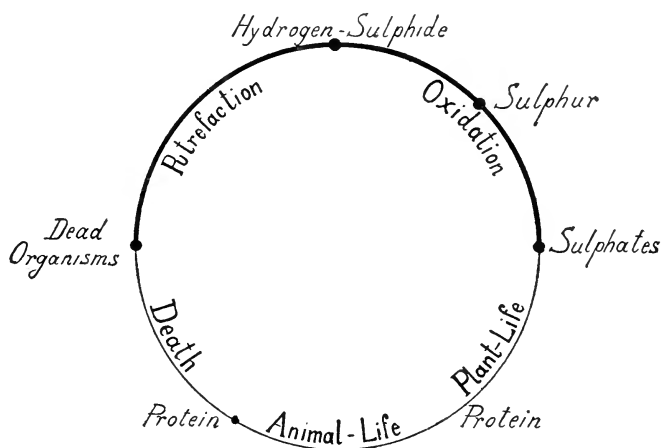 Hydrogen-Sulphide
Putrefaction
Oxidation
Sulphur
Dead
Organisms
Sulphates
Death
Plant-Life
Protein
Animal-Life
Protein